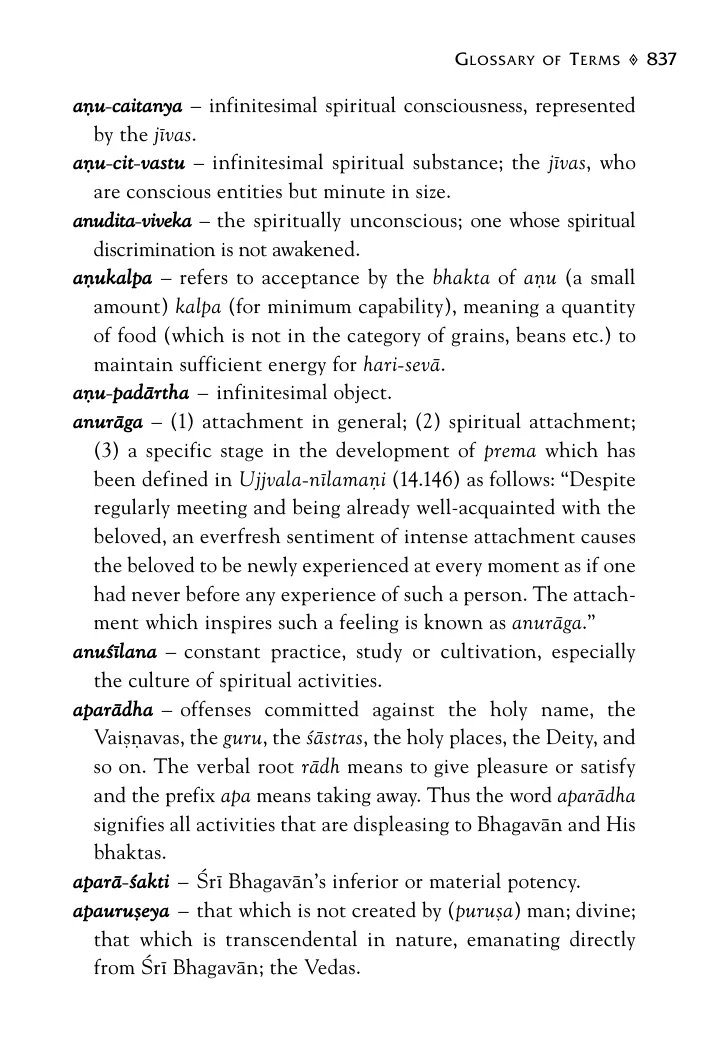 Glossary of Terms ◊ 837
aṇu-caitanya – infinitesimal spiritual consciousness, represented
by the jīvas.
aṇu-cit-vastu – infinitesimal spiritual substance; the jīvas, who
are conscious entities but minute in size.
anudita-viveka – the spiritually unconscious; one whose spiritual
discrimination is not awakened.
aṇukalpa – refers to acceptance by the bhakta of aṇu (a small
amount) kalpa (for minimum capability), meaning a quantity
of food (which is not in the category of grains, beans etc.) to
maintain sufficient energy for hari-sevā.
aṇu-padārtha – infinitesimal object.
anurāga – (1) attachment in general; (2) spiritual attachment;
(3) a specific stage in the development of prema which has
been defined in Ujjvala-nīlamaṇi (14.146) as follows: “Despite
regularly meeting and being already well-acquainted with the
beloved, an everfresh sentiment of intense attachment causes
the beloved to be newly experienced at every moment as if one
had never before any experience of such a person. The attach-
ment which inspires such a feeling is known as anurāga.”
anuśīlana – constant practice, study or cultivation, especially
the culture of spiritual activities.
aparādha – offenses committed against the holy name, the
Vaiṣṇavas, the guru, the śāstras, the holy places, the Deity, and
so on. The verbal root rādh means to give pleasure or satisfy
and the prefix apa means taking away. Thus the word aparādha
signifies all activities that are displeasing to Bhagavān and His
bhaktas.
aparā-śakti – Śrī Bhagavān’s inferior or material potency.
apauruṣeya – that which is not created by (puruṣa) man; divine;
that which is transcendental in nature, emanating directly
from Śrī Bhagavān; the Vedas.